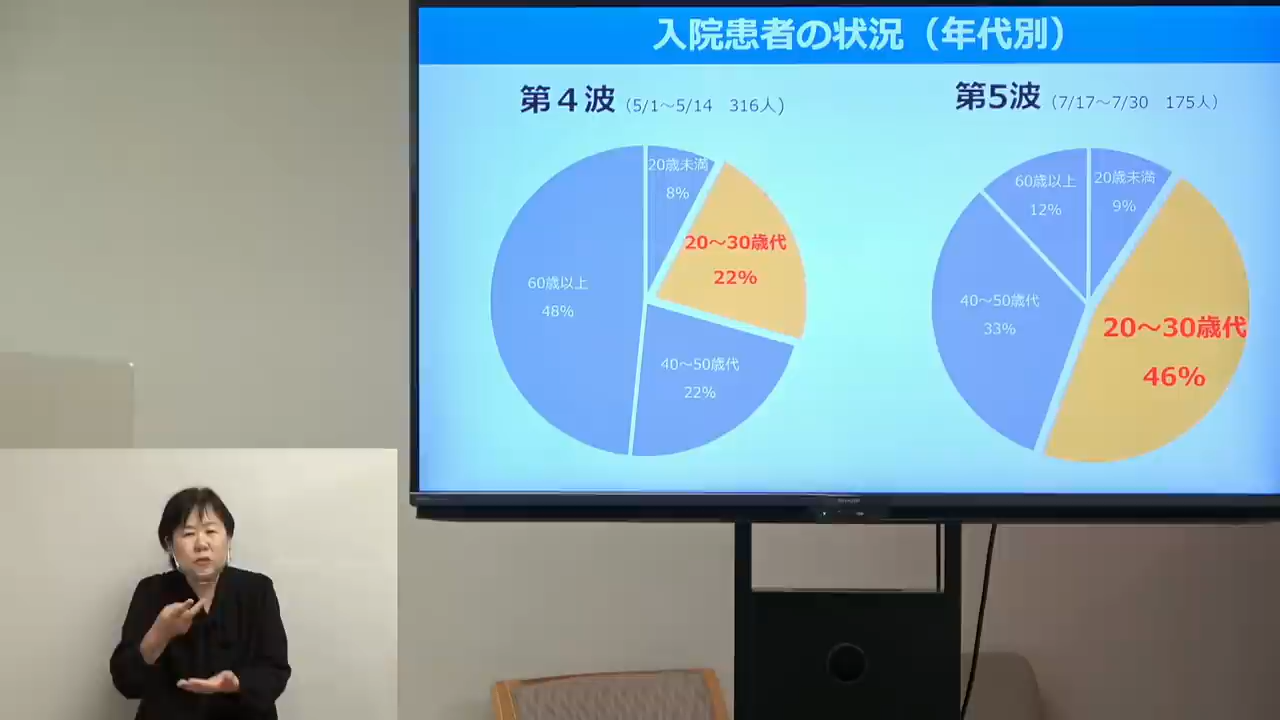 入院患者の状況（年代別）
第４波（5/1～5/14　316人)
20歳未満
8%
20～30歳代
22%
40～50歳代
22%
60歳以上
48%
第5波（7/17～7/30　175人）
20歳未満
9%
20～30歳代
46%
40～50歳代
33%
60歳以上
12%
SHARP